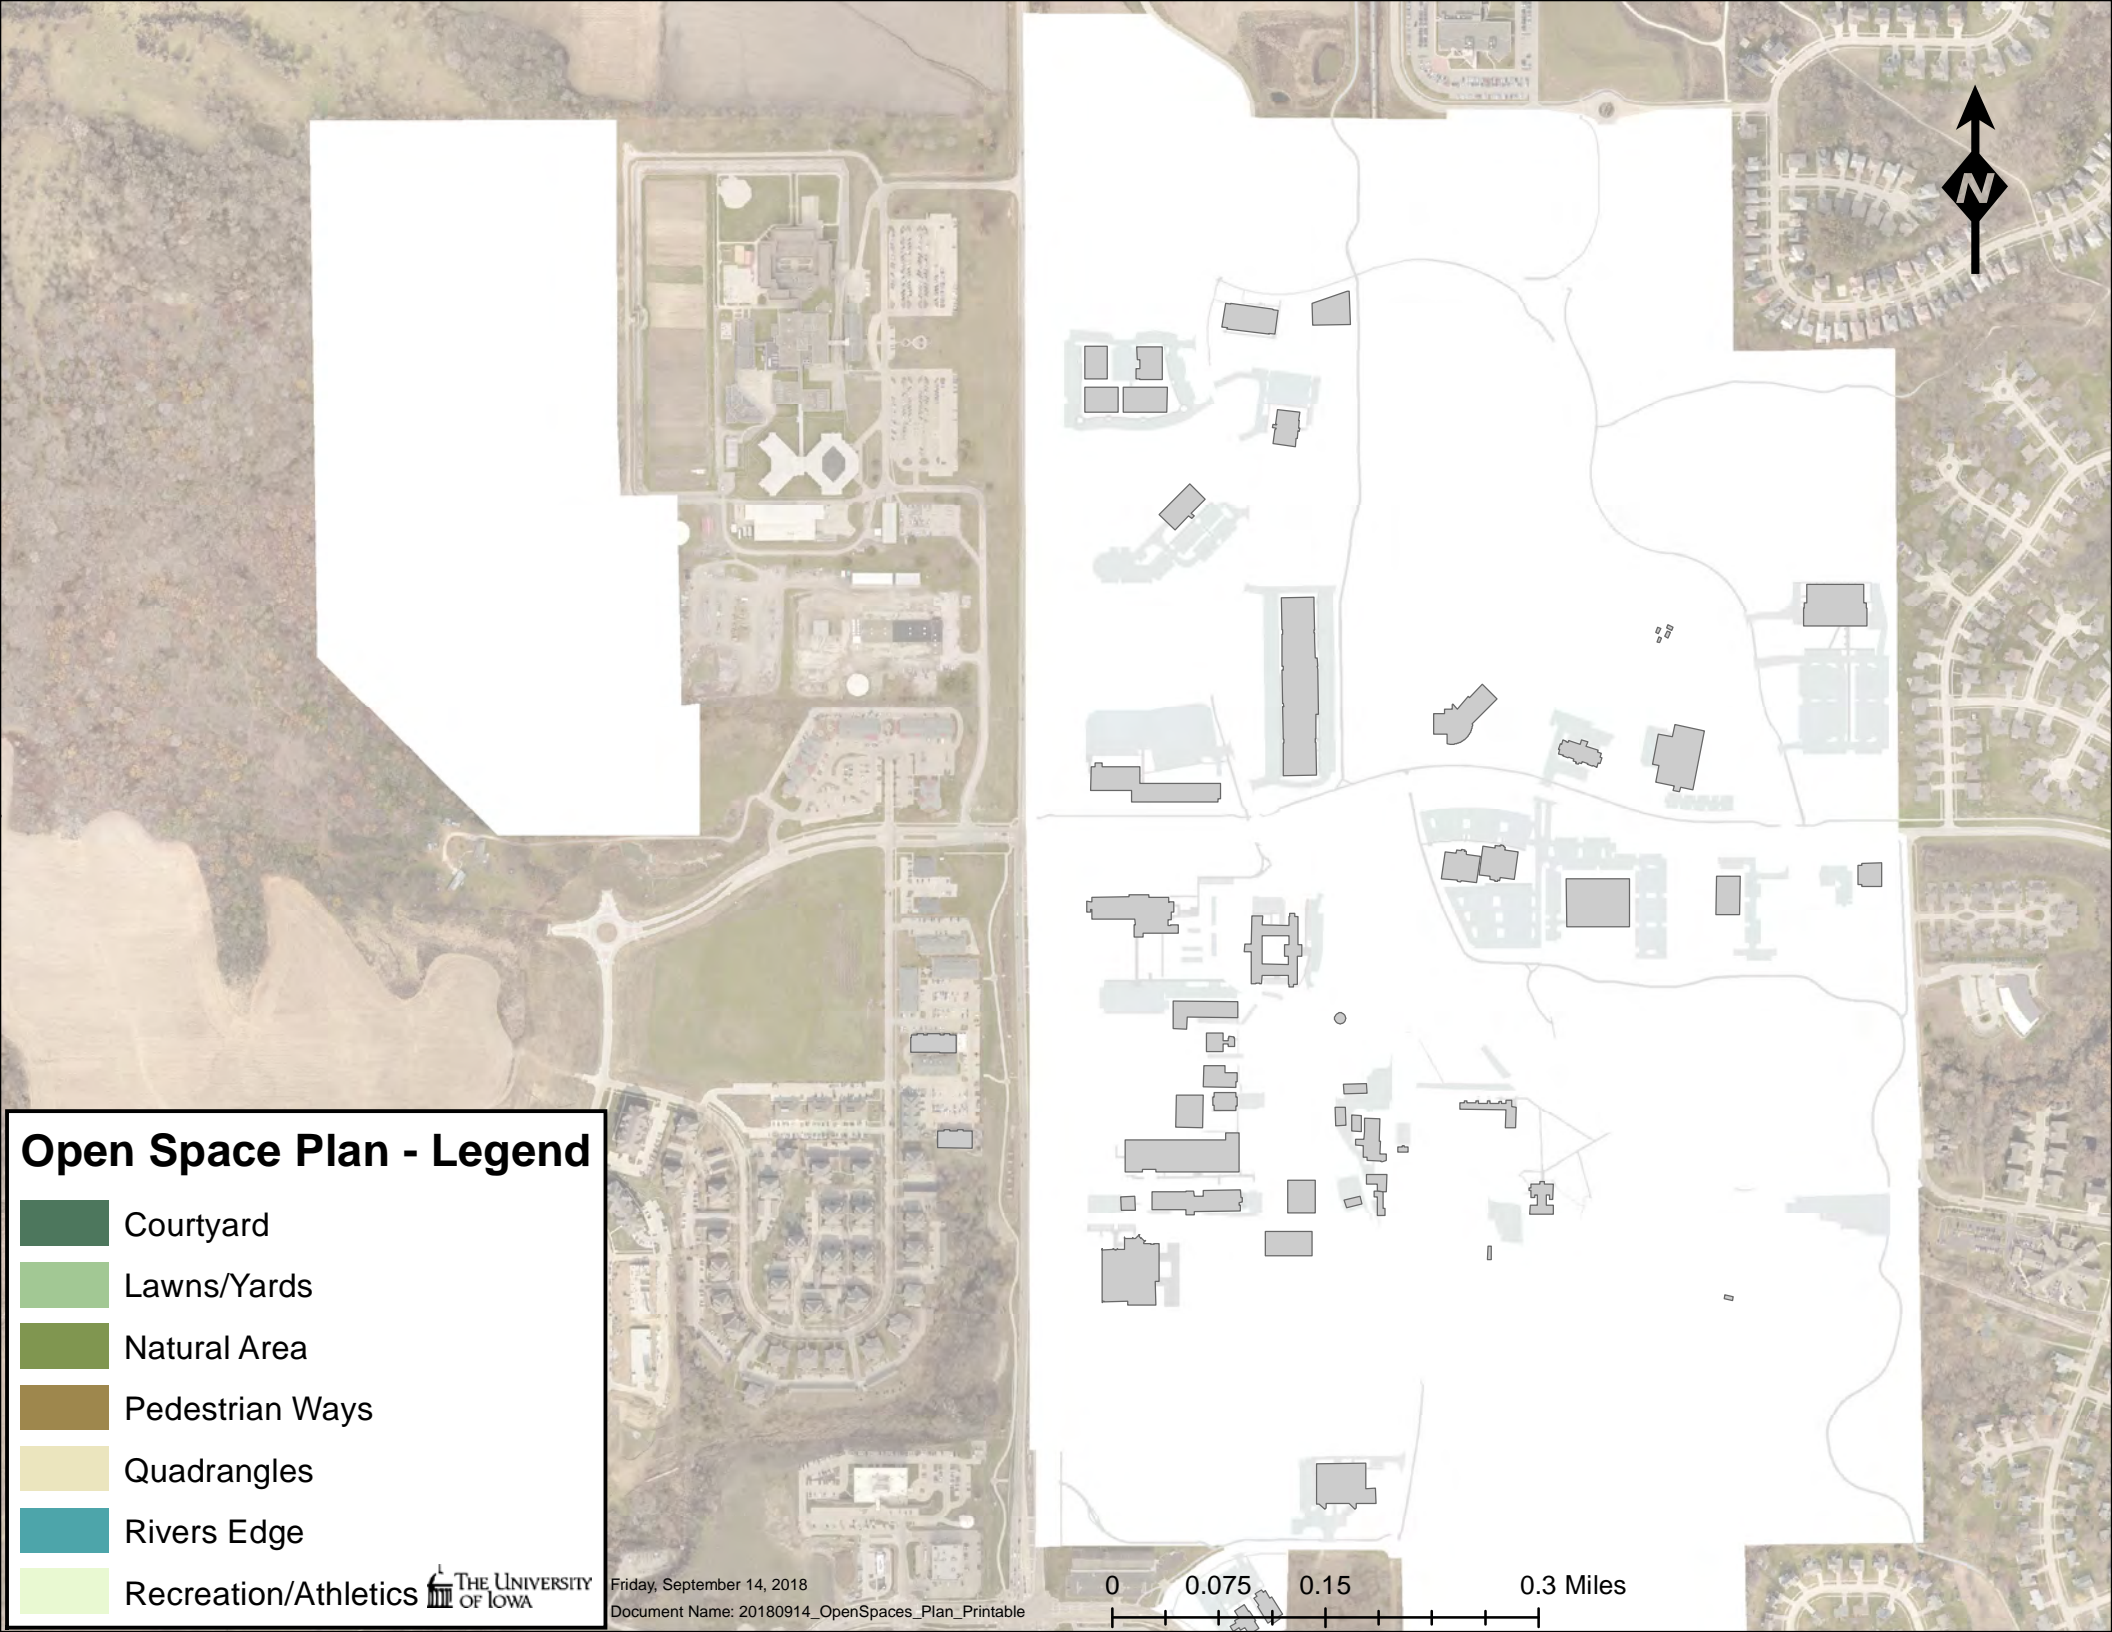 N
Open Space Plan - Legend
Courtyard
Lawns/Yards
Natural Area
Pedestrian Ways
Quadrangles
Rivers Edge
Recreation/Athletics
THE UNIVERSITY
OF IOWA
Friday, September 14, 2018
Document Name: 20180914_OpenSpaces_Plan_Printable
0 0.075 0.15 0.3 Miles